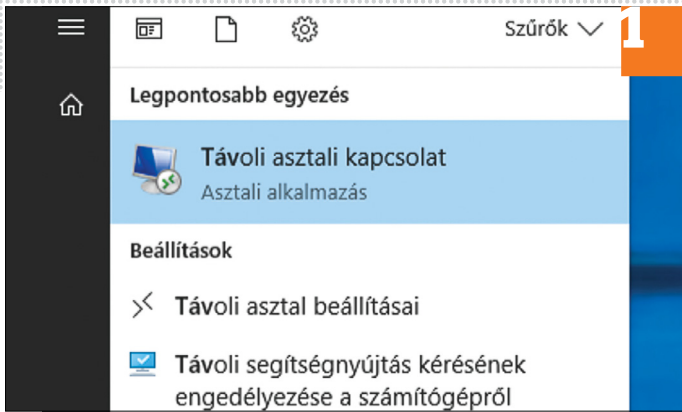 Szűrők
1
Legpontosabb egyezés
Távoli asztali kapcsolat
Asztali alkalmazás
Beállítások
Távoli asztal beállításai
Távoli segítségnyújtás kérésének
engedélyezése a számítógépről